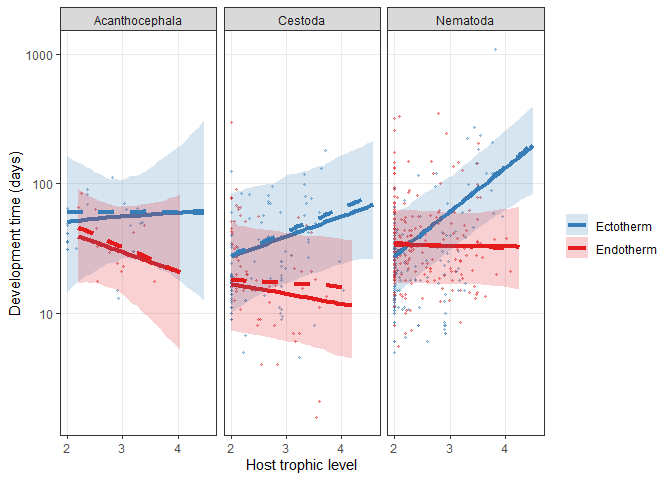 Acanthocephala Cestoda Nematoda
1000
100
10
Development time (days)
2 3 4 2 3 4 2 3 4
Host trophic level
Ectotherm
Endotherm